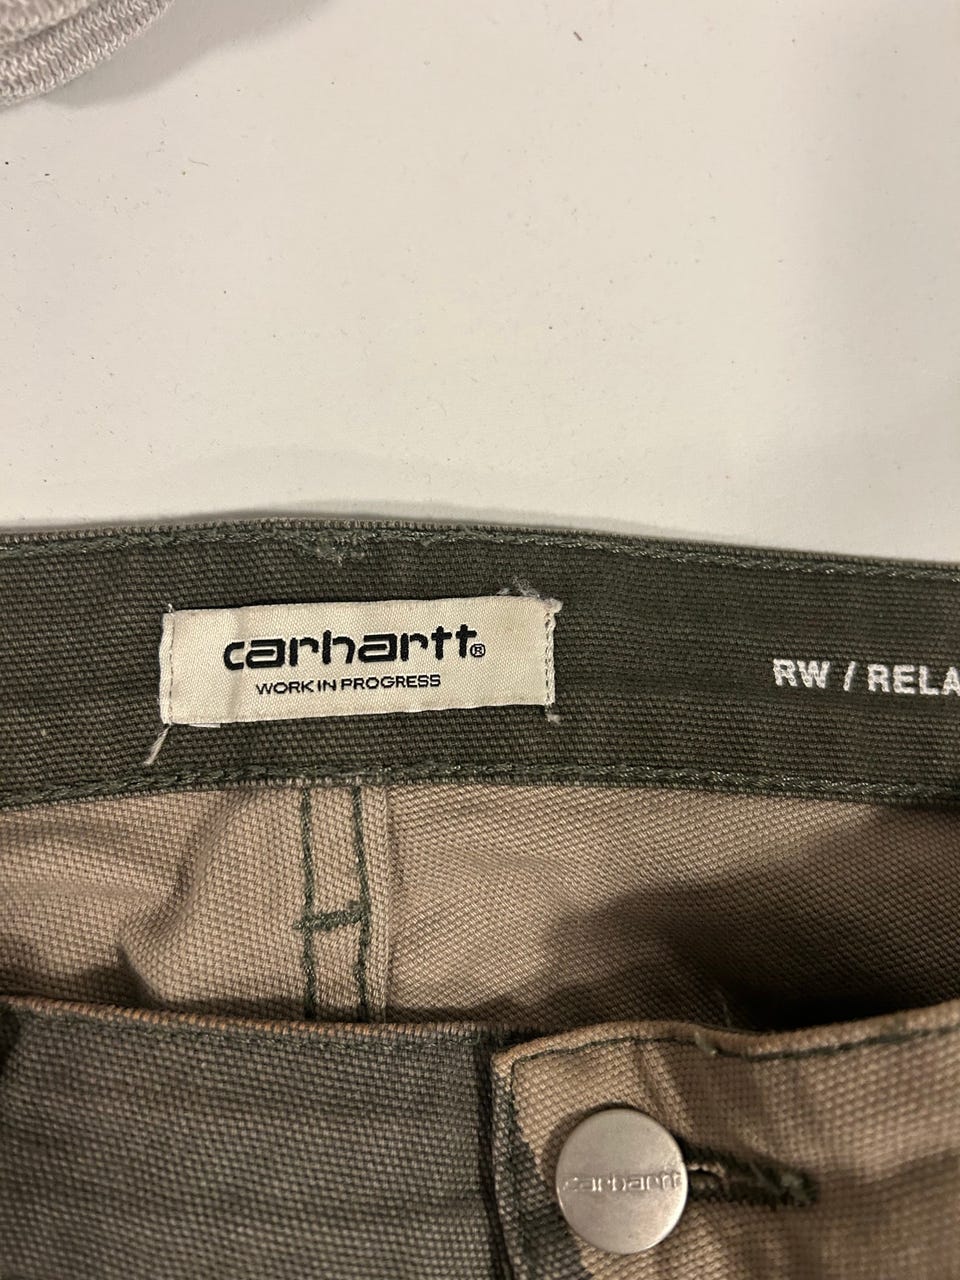 carhartt®
WORK IN PROGRESS
RW / RELA
carhartt